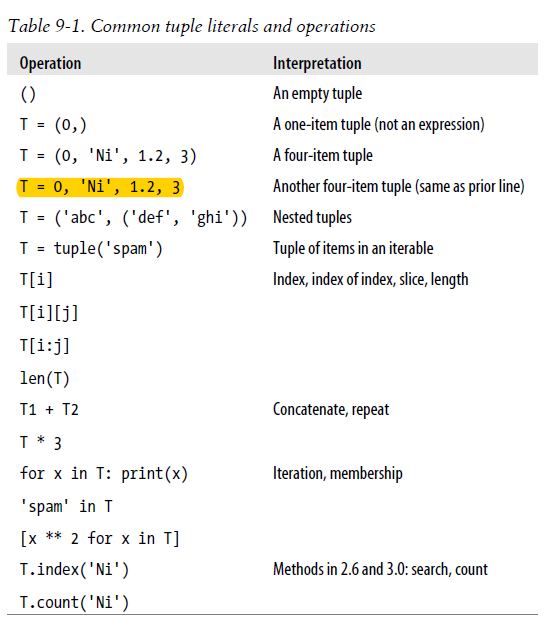 Table 9-1. Common tuple literals and operations
Operation Interpretation
() An empty tuple
T = (0,) A one-item tuple (not an expression)
T = (0, 'Ni', 1.2, 3) A four-item tuple
T = 0, 'Ni', 1.2, 3 Another four-item tuple (same as prior line)
T = ('abc', ('def', 'ghi')) Nested tuples
T = tuple('spam') Tuple of items in an iterable
T[i] Index, index of index, slice, length
T[i][j]
T[i:j]
len(T)
T1 + T2 Concatenate, repeat
T * 3
for x in T: print(x) Iteration, membership
'spam' in T
[x ** 2 for x in T]
T.index('Ni') Methods in 2.6 and 3.0: search, count
T.count('Ni')